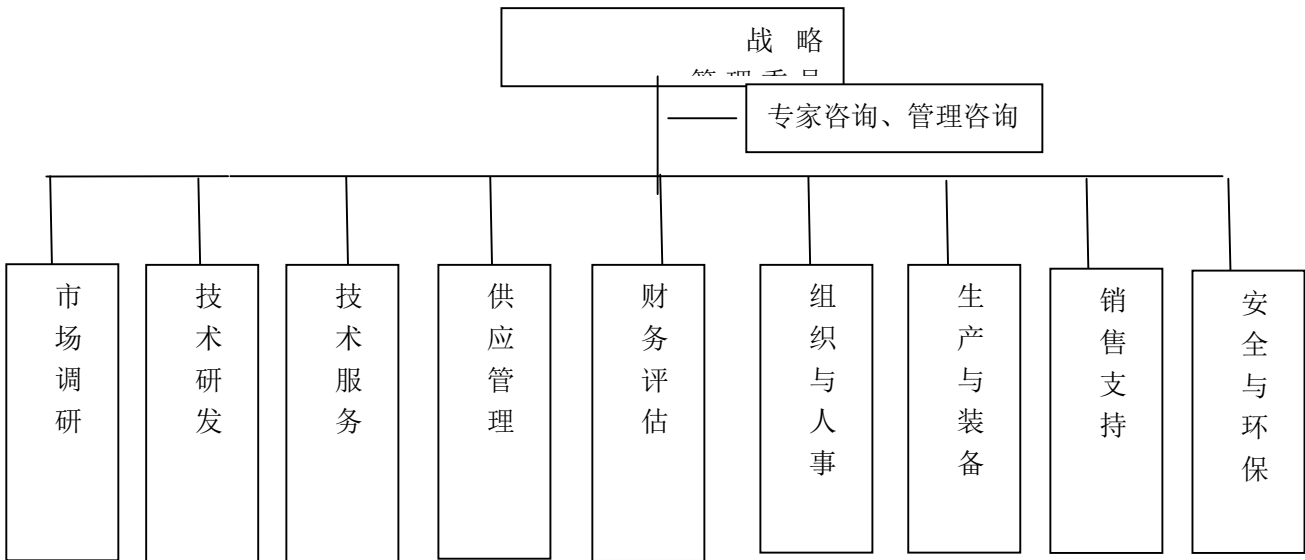 战 略
专家咨询、管理咨询
市场调研
技术研发
技术服务
供应管理
财务评估
组织与人事
生产与装备
销售支持
安全与环保